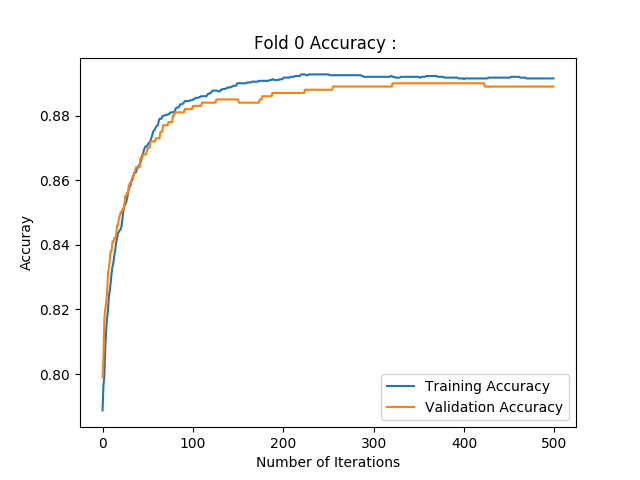 Fold 0 Accuracy :
Accuray
0.88
0.86
0.84
0.82
0.80
Training Accuracy
Validation Accuracy
0 100 200 300 400 500
Number of Iterations